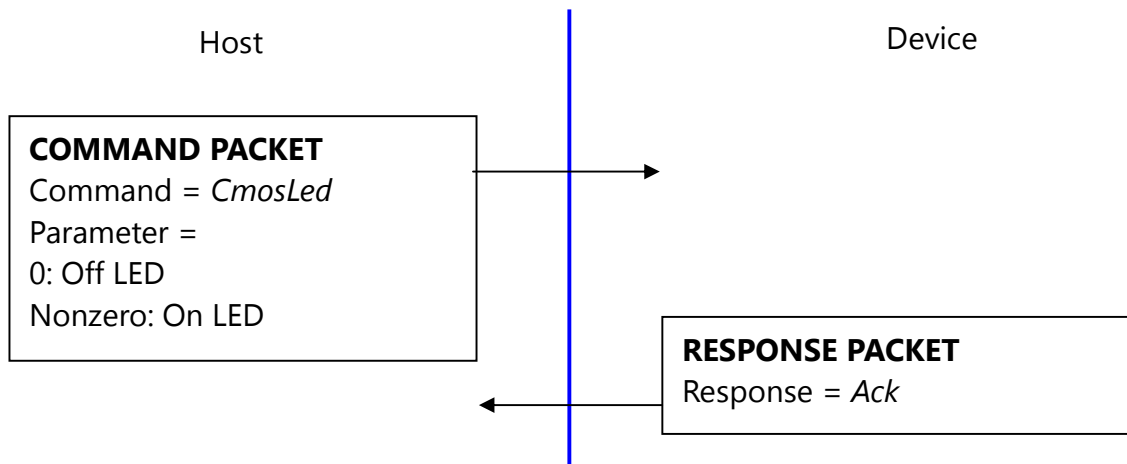 Host
Device
COMMAND PACKET
Command = CmosLed
Parameter =
0: Off LED
Nonzero: On LED
RESPONSE PACKET
Response = Ack